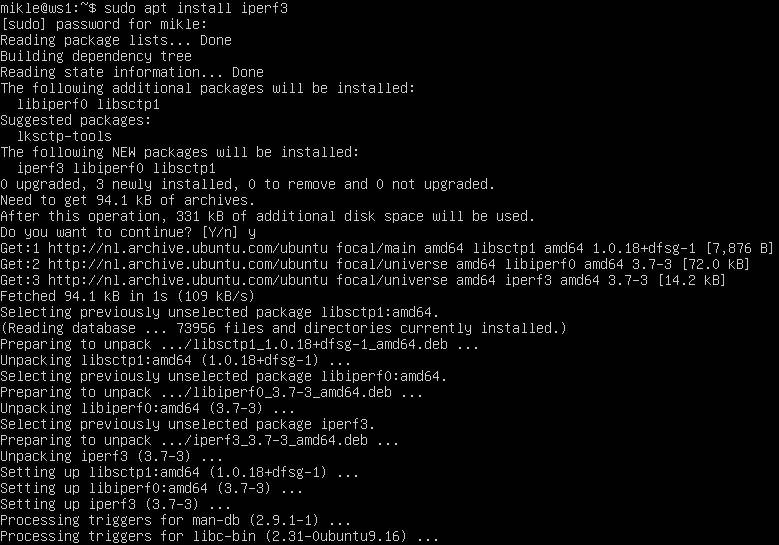 mikle@ws1:~$ sudo apt install iperf3
[sudo] password for mikle:
Reading package lists... Done
Building dependency tree
Reading state information... Done
The following additional packages will be installed:
  libiperf0 libsctp1
Suggested packages:
  lksctp-tools
The following NEW packages will be installed:
  iperf3 libiperf0 libsctp1
0 upgraded, 3 newly installed, 0 to remove and 0 not upgraded.
Need to get 94.1 kB of archives.
After this operation, 331 kB of additional disk space will be used.
Do you want to continue? [Y/n] y
Get:1 http://nl.archive.ubuntu.com/ubuntu focal/main amd64 libsctp1 amd64 1.0.18+dfsg-1 [7,876 B]
Get:2 http://nl.archive.ubuntu.com/ubuntu focal/universe amd64 libiperf0 amd64 3.7-3 [72.0 kB]
Get:3 http://nl.archive.ubuntu.com/ubuntu focal/universe amd64 iperf3 amd64 3.7-3 [14.2 kB]
Fetched 94.1 kB in 1s (109 kB/s)
Selecting previously unselected package libsctp1:amd64.
(Reading database ... 73956 files and directories currently installed.)
Preparing to unpack .../libsctp1_1.0.18+dfsg-1_amd64.deb ...
Unpacking libsctp1:amd64 (1.0.18+dfsg-1) ...
Selecting previously unselected package libiperf0:amd64.
Preparing to unpack .../libiperf0_3.7-3_amd64.deb ...
Unpacking libiperf0:amd64 (3.7-3) ...
Selecting previously unselected package iperf3.
Preparing to unpack .../iperf3_3.7-3_amd64.deb ...
Unpacking iperf3 (3.7-3) ...
Setting up libsctp1:amd64 (1.0.18+dfsg-1) ...
Setting up libiperf0:amd64 (3.7-3) ...
Setting up iperf3 (3.7-3) ...
Processing triggers for man-db (2.9.1-1) ...
Processing triggers for libc-bin (2.31-0ubuntu9.16) ...